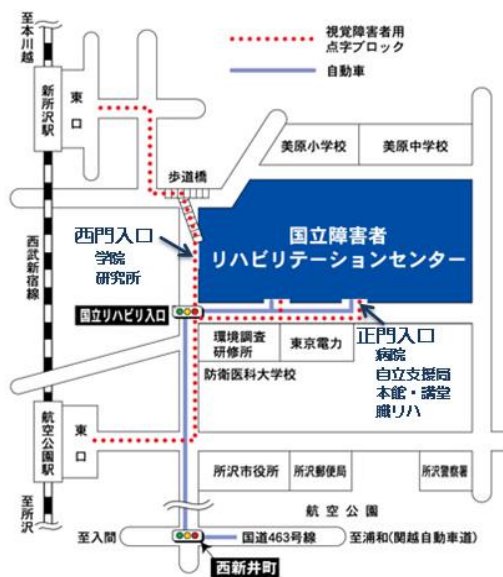 至本川越
視覚障害者用
点字ブロック
自動車
新所沢駅
東口
美原小学校
美原中学校
歩道橋
西門入口
学院
研究所
国立障害者
リハビリテーションセンター
西武新宿線
国立リハビリ入口
環境調査
研修所
東京電力
正門入口
病院
自立支援局
本館・講堂
職リハ
防衛医科大学校
航空公園駅
東口
所沢市役所
所沢郵便局
所沢警察署
至所沢
航空公園
至入間
国道463号線
至浦和(関越自動車道)
西新井町